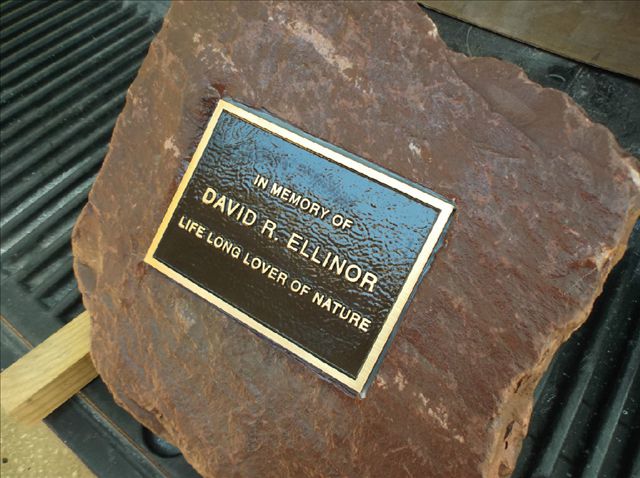 IN MEMORY OF
DAVID R. ELLINOR
LIFE LONG LOVER OF NATURE